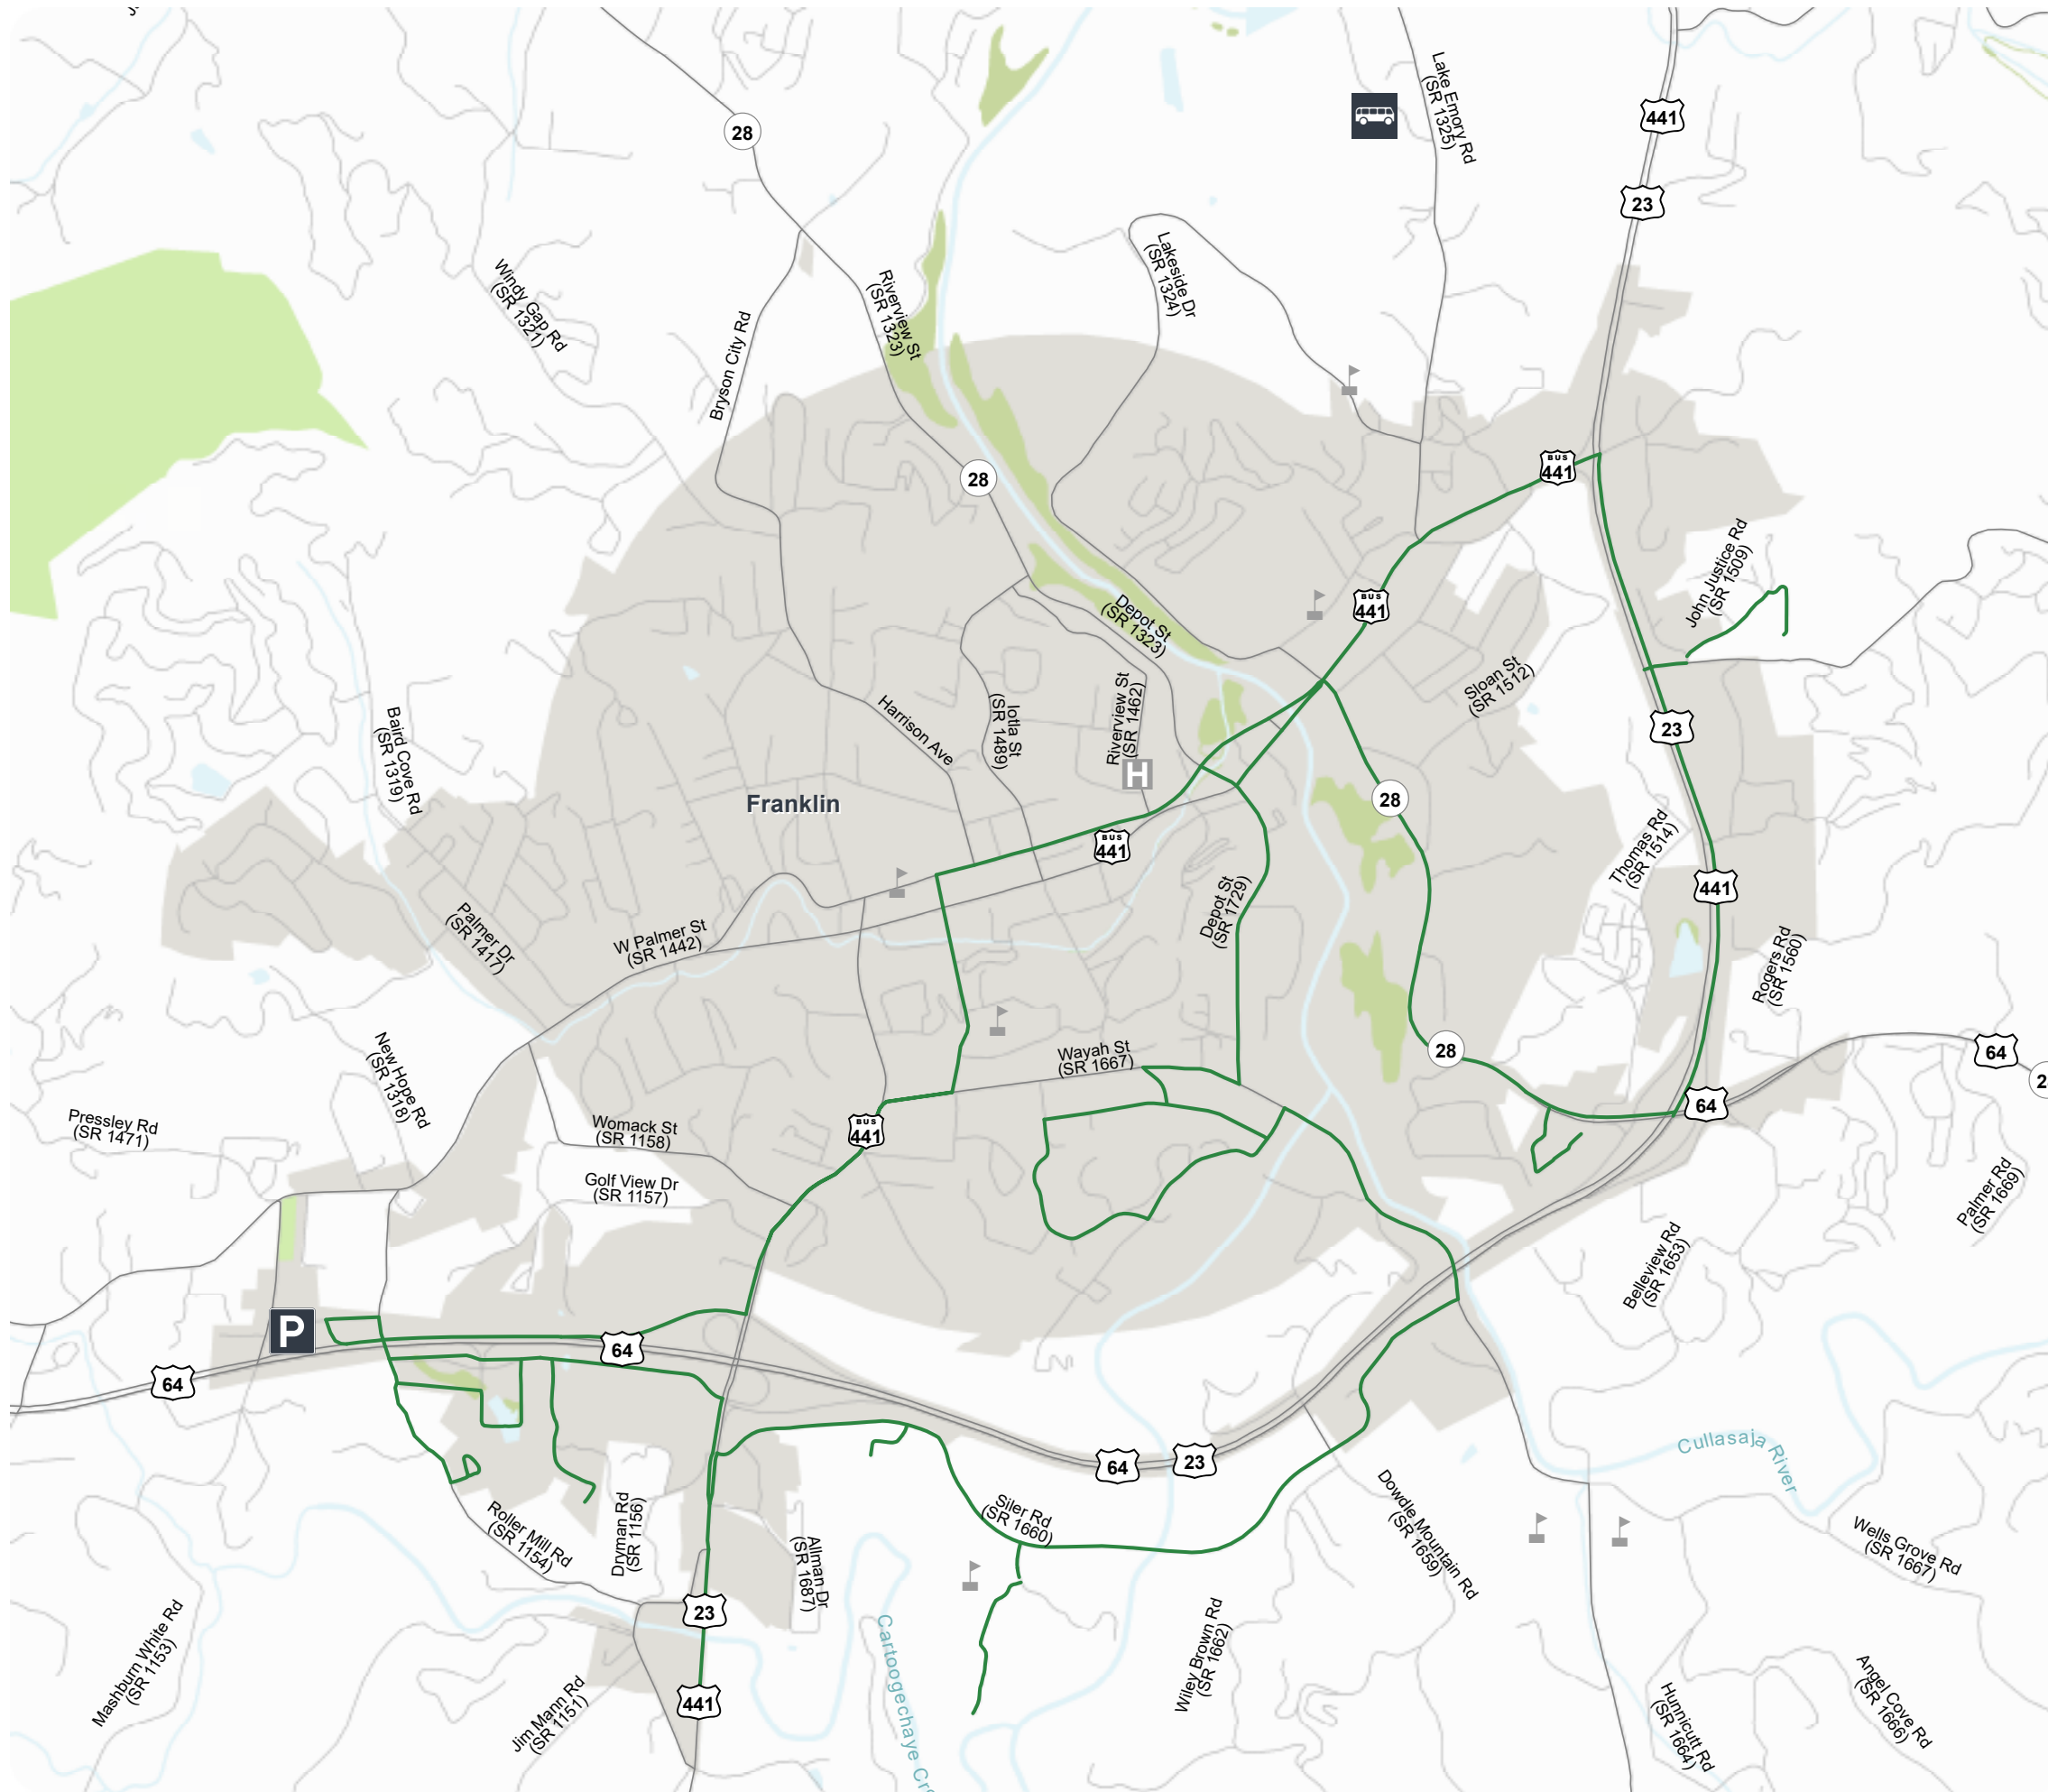 28
Lake Emory Rd
(SR 1325)
441
23
Windy Gap Rd
(SR 1321)
Riverview St
(SR 1323)
Lakeside Dr
(SR 1324)
Bryson City Rd
28
BUS
441
John Justice Rd
(SR 1509)
BUS
441
Depot St
(SR 1323)
Sloan St
(SR 1512)
Baird Cove Rd
(SR 1319)
Harrison Ave
Iotla St
(SR 1489)
Riverview St
(SR 1462)
H
23
Franklin
28
BUS
441
Thomas Rd
(SR 1514)
441
Palmer Dr
(SR 1417)
W Palmer St
(SR 1442)
Depot St
(SR 1729)
Rogers Rd
(SR 1560)
New Hope Rd
(SR 1318)
Wayah St
(SR 1667)
28
64
64
Pressley Rd
(SR 1471)
Womack St
(SR 1158)
BUS
441
Golf View Dr
(SR 1157)
Palmer Rd
(SR 1669)
Belleview Rd
(SR 1653)
P
64
64
64
23
Cullasaja River
Roller Mill Rd
(SR 1154)
Dryman Rd
(SR 1156)
Allman Dr
(SR 1687)
Siler Rd
(SR 1660)
Dowdle Mountain Rd
(SR 1659)
Wells Grove Rd
(SR 1667)
23
Mashburn White Rd
(SR 1153)
Jim Mann Rd
(SR 1151)
441
Cartoogechaye
Wiley Brown Rd
(SR 1662)
Hunnicutt Rd
(SR 1664)
Angel Cove Rd
(SR 1666)